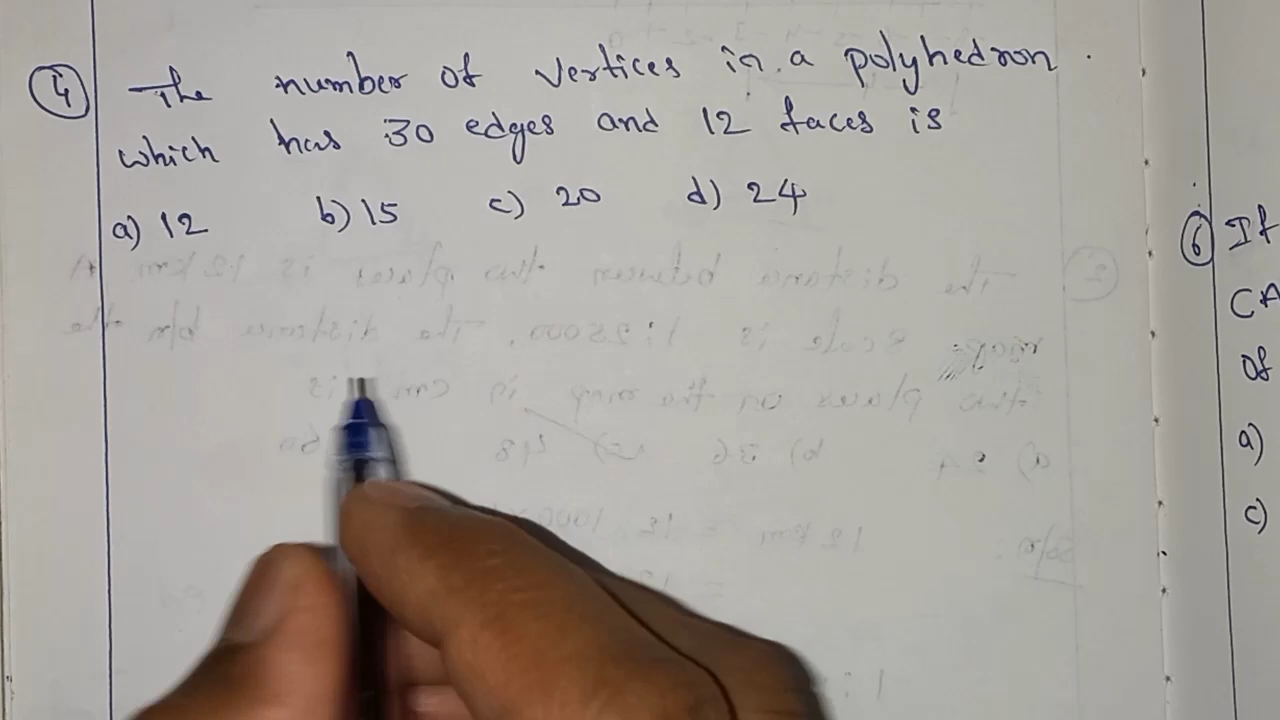 4 The number of vertices in a polyhedron
which has 30 edges and 12 faces is
a) 12 b) 15 c) 20 d) 24
6 If
CA
of
a)
c)